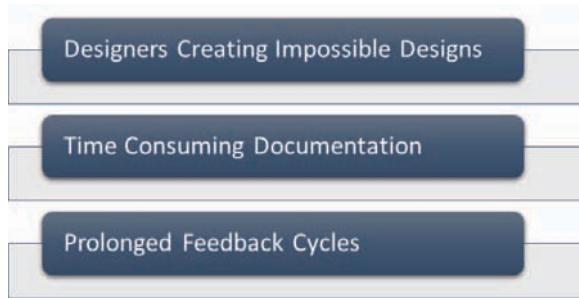 Designers Creating Impossible Designs
Time Consuming Documentation
Prolonged Feedback Cycles